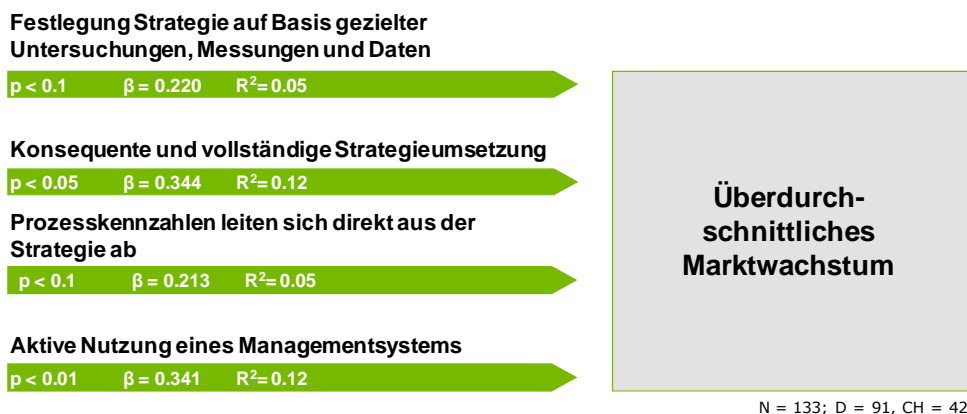 Festlegung Strategie auf Basis gezielter
Untersuchungen, Messungen und Daten
p < 0.1 β = 0.220 R²= 0.05
Konsequente und vollständige Strategieumsetzung
p < 0.05 β = 0.344 R²= 0.12
Prozesskennzahlen leiten sich direkt aus der
Strategie ab
p < 0.1 β = 0.213 R²= 0.05
Aktive Nutzung eines Managementsystems
p < 0.01 β = 0.341 R²= 0.12
Überdurch-
schnittliches
Marktwachstum
N = 133; D = 91, CH = 42